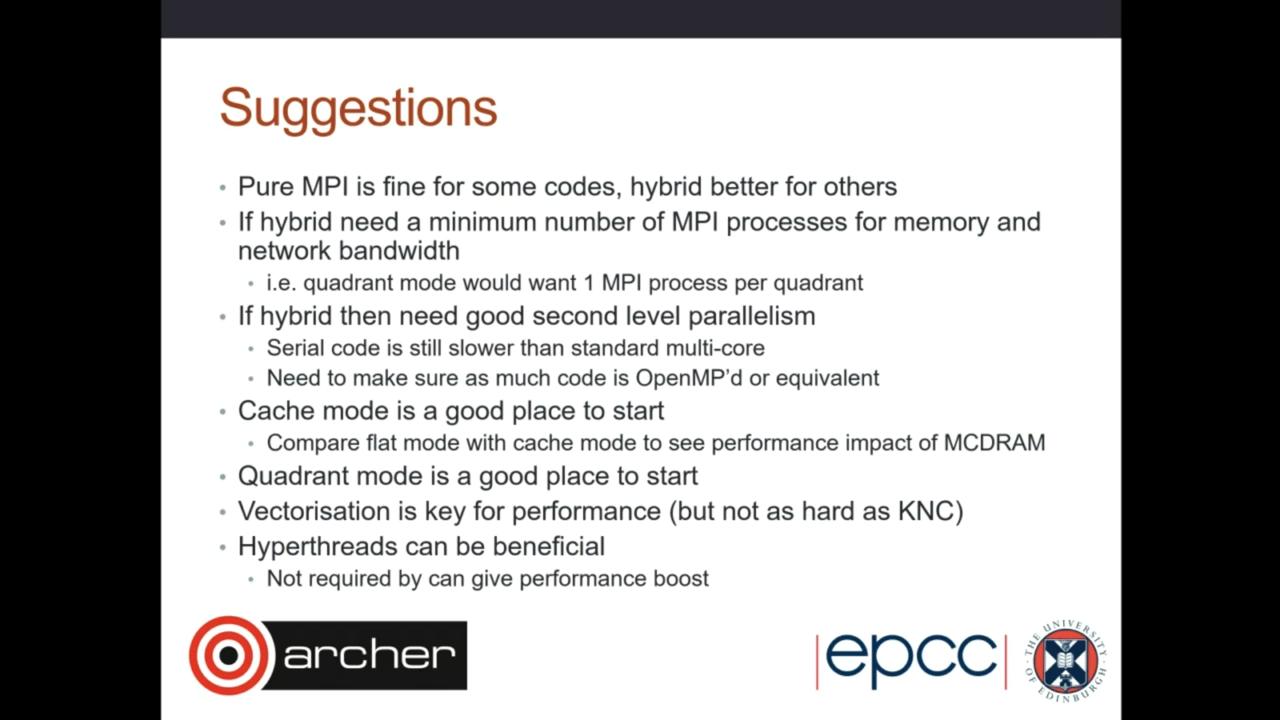 Suggestions
• Pure MPI is fine for some codes, hybrid better for others
• If hybrid need a minimum number of MPI processes for memory and
network bandwidth
• i.e. quadrant mode would want 1 MPI process per quadrant
• If hybrid then need good second level parallelism
• Serial code is still slower than standard multi-core
• Need to make sure as much code is OpenMP’d or equivalent
• Cache mode is a good place to start
• Compare flat mode with cache mode to see performance impact of MCDRAM
• Quadrant mode is a good place to start
• Vectorisation is key for performance (but not as hard as KNC)
• Hyperthreads can be beneficial
• Not required by can give performance boost
archer
epcc
THE UNIVERSITY
OF EDINBURGH